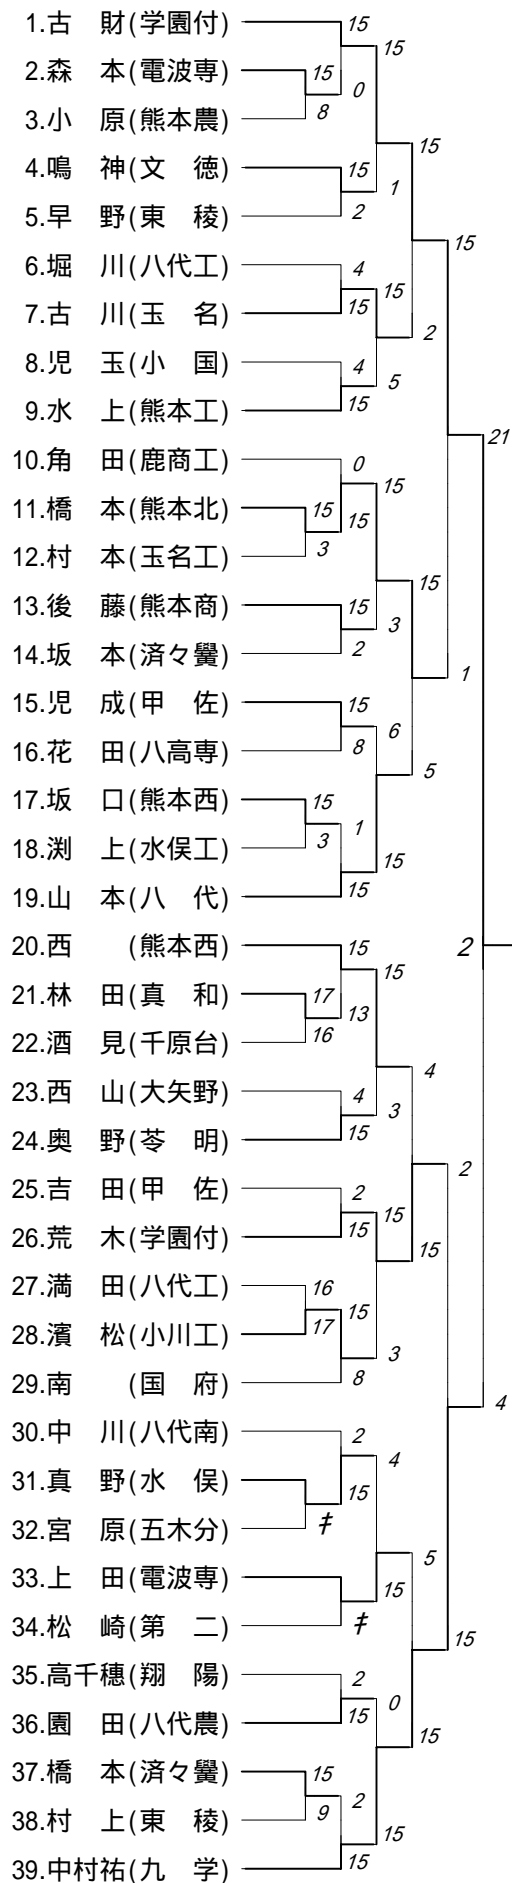 1.古　財(学園付) 15
15
2.森　本(電波専) 15 0
3.小　原(熊本農) 8
15
4.鳴　神(文　徳) 15 1
5.早　野(東　稜) 2
15
6.堀　川(八代工) 4
7.古　川(玉　名) 15 15
2
8.児　玉(小　国) 4 5
9.水　上(熊本工) 15
21
10.角　田(鹿商工) 0
15
11.橋　本(熊本北) 15 15
12.村　本(玉名工) 3
15
13.後　藤(熊本商) 15 3
14.坂　本(済々黌) 2
1
15.児　成(甲　佐) 15 6
16.花　田(八高専) 8
5
17.坂　口(熊本西) 15
18.渕　上(水俣工) 3 1 15
19.山　本(八　代) 15
20.西　　(熊本西) 15 2
15
21.林　田(真　和) 17 13
22.酒　見(千原台) 16
4
23.西　山(大矢野) 4 3
24.奥　野(苓　明) 15
2
25.吉　田(甲　佐) 2 15
26.荒　木(学園付) 15 15
27.満　田(八代工) 16 15
28.濱　松(小川工) 17 3
29.南　　(国　府) 8
4
30.中　川(八代南) 2 4
31.真　野(水　俣) 15
32.宮　原(五木分) キ
5
33.上　田(電波専) 15
34.松　崎(第　二) キ
15
35.高千穂(翔　陽) 2 0
36.園　田(八代農) 15
15
37.橋　本(済々黌) 15 2
38.村　上(東　稜) 9 15
39.中村祐(九　学) 15